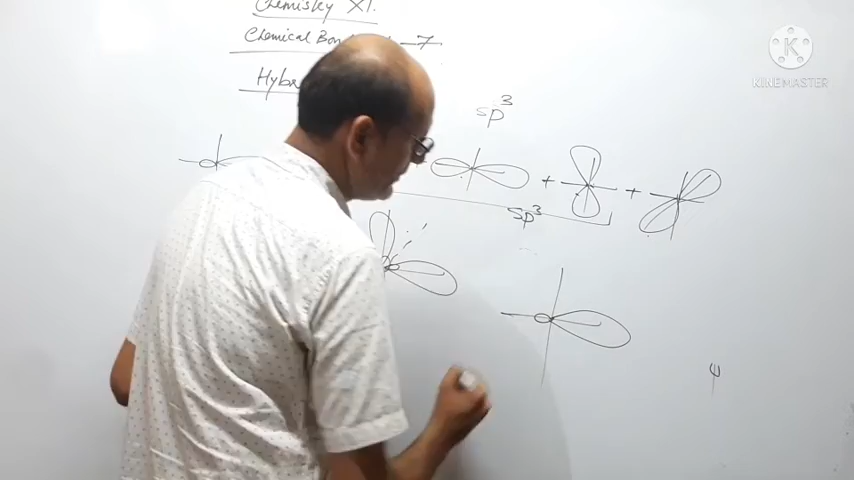 Chemistry XI.
Chemical Bon
7
Hybr
sp³
+ + +
sp³
ψ
K
KINEMASTER